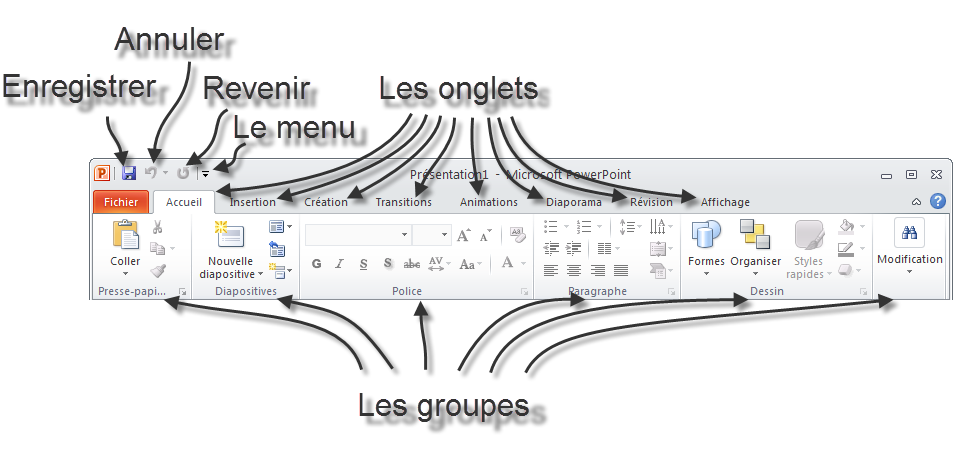 Annuler
Enregistrer
Revenir
Les onglets
Le menu
P
Présentation1 - Microsoft PowerPoint
Fichier Accueil Insertion Création Transitions Animations Diaporama Révision Affichage
?
Coller
Nouvelle
diapositive
G I S S abc AV Aa A
A A
Formes Organiser Styles
rapides
Modification
Presse-papi... Diapositives Police Paragraphe Dessin
Les groupes